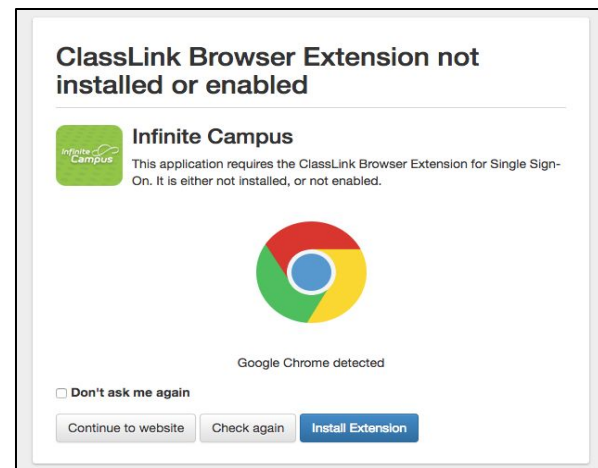 ClassLink Browser Extension not
installed or enabled
Infinite Campus
Infinite
Campus
This application requires the ClassLink Browser Extension for Single Sign-
On. It is either not installed, or not enabled.
Google Chrome detected
Don't ask me again
Continue to website
Check again
Install Extension